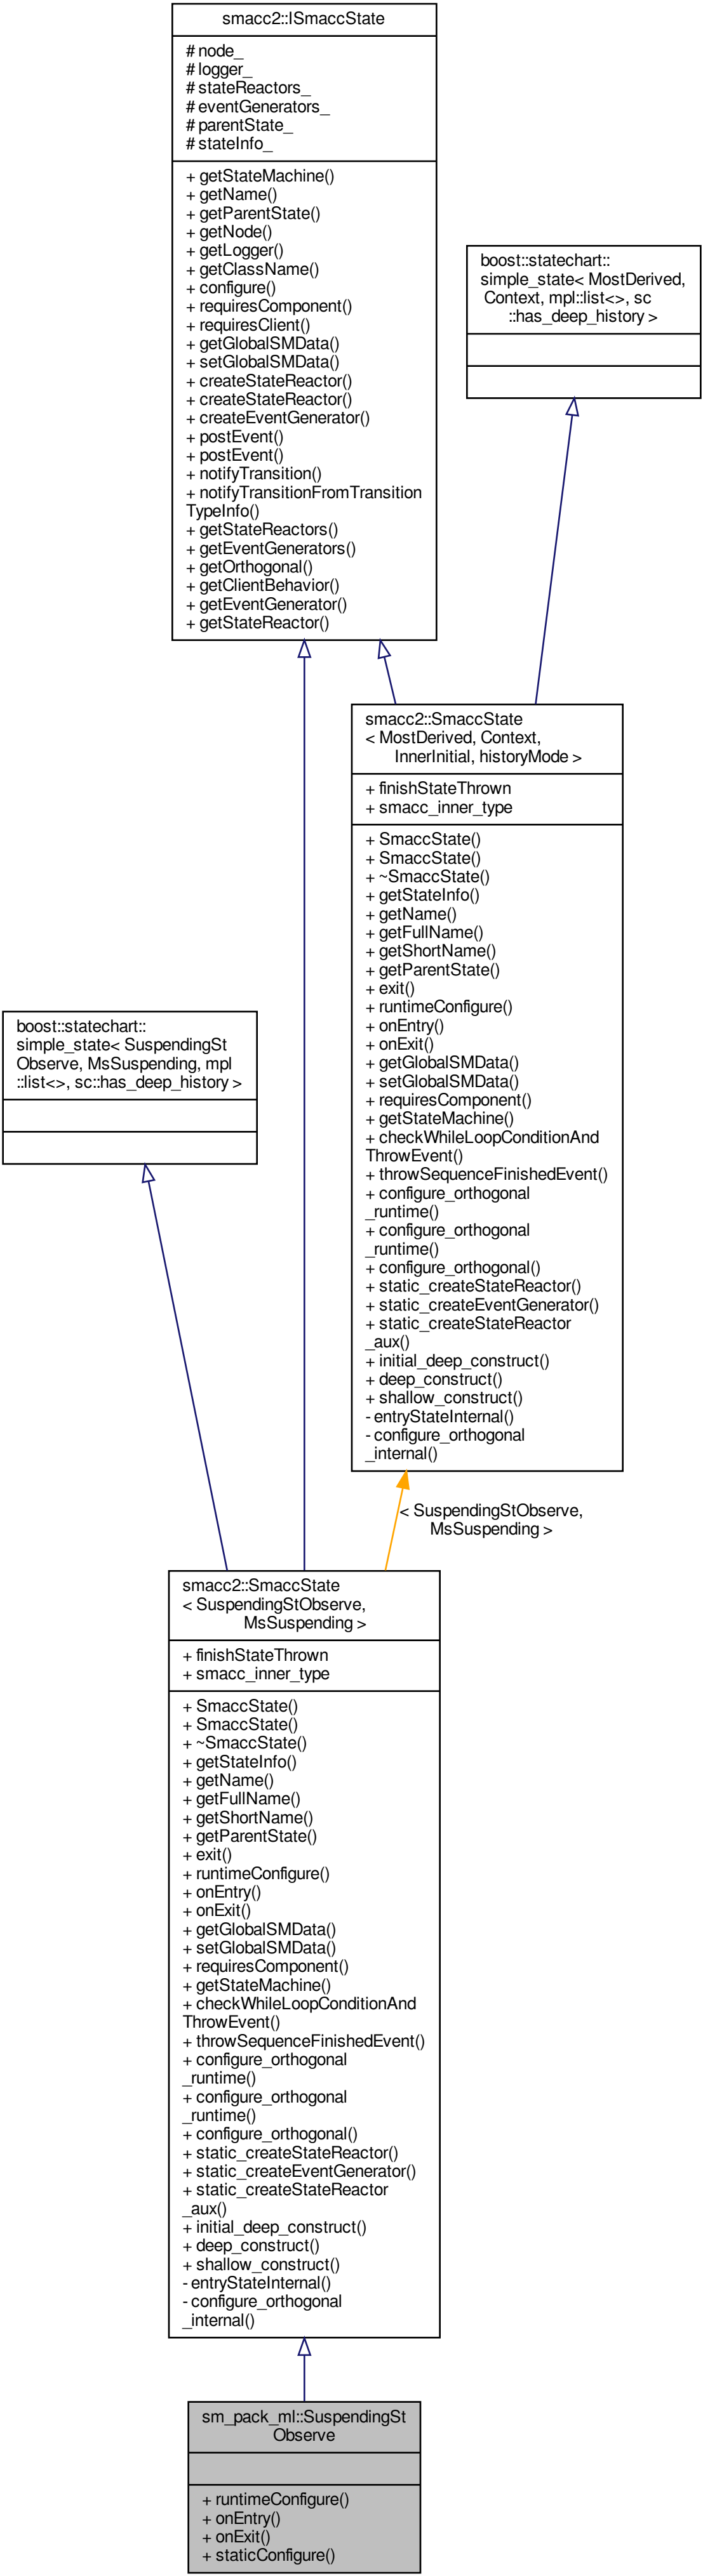 smacc2::ISmaccState
# node_
# logger_
# stateReactors_
# eventGenerators_
# parentState_
# stateInfo_
+ getStateMachine()
+ getName()
+ getParentState()
+ getNode()
+ getLogger()
+ getClassName()
+ configure()
+ requiresComponent()
+ requiresClient()
+ getGlobalSMData()
+ setGlobalSMData()
+ createStateReactor()
+ createStateReactor()
+ createEventGenerator()
+ postEvent()
+ postEvent()
+ notifyTransition()
+ notifyTransitionFromTransition
TypeInfo()
+ getStateReactors()
+ getEventGenerators()
+ getOrthogonal()
+ getClientBehavior()
+ getEventGenerator()
+ getStateReactor()
boost::statechart::
simple_state< MostDerived,
Context, mpl::list<>, sc
::has_deep_history >
smacc2::SmaccState
< MostDerived, Context,
InnerInitial, historyMode >
+ finishStateThrown
+ smacc_inner_type
+ SmaccState()
+ SmaccState()
+ ~SmaccState()
+ getStateInfo()
+ getName()
+ getFullName()
+ getShortName()
+ getParentState()
+ exit()
+ runtimeConfigure()
+ onEntry()
+ onExit()
+ getGlobalSMData()
+ setGlobalSMData()
+ requiresComponent()
+ getStateMachine()
+ checkWhileLoopConditionAnd
ThrowEvent()
+ throwSequenceFinishedEvent()
+ configure_orthogonal
_runtime()
+ configure_orthogonal
_runtime()
+ configure_orthogonal()
+ static_createStateReactor()
+ static_createEventGenerator()
+ static_createStateReactor
_aux()
+ initial_deep_construct()
+ deep_construct()
+ shallow_construct()
- entryStateInternal()
- configure_orthogonal
_internal()
boost::statechart::
simple_state< SuspendingSt
Observe, MsSuspending, mpl
::list<>, sc::has_deep_history >
< SuspendingStObserve,
MsSuspending >
smacc2::SmaccState
< SuspendingStObserve,
MsSuspending >
+ finishStateThrown
+ smacc_inner_type
+ SmaccState()
+ SmaccState()
+ ~SmaccState()
+ getStateInfo()
+ getName()
+ getFullName()
+ getShortName()
+ getParentState()
+ exit()
+ runtimeConfigure()
+ onEntry()
+ onExit()
+ getGlobalSMData()
+ setGlobalSMData()
+ requiresComponent()
+ getStateMachine()
+ checkWhileLoopConditionAnd
ThrowEvent()
+ throwSequenceFinishedEvent()
+ configure_orthogonal
_runtime()
+ configure_orthogonal
_runtime()
+ configure_orthogonal()
+ static_createStateReactor()
+ static_createEventGenerator()
+ static_createStateReactor
_aux()
+ initial_deep_construct()
+ deep_construct()
+ shallow_construct()
- entryStateInternal()
- configure_orthogonal
_internal()
sm_pack_ml::SuspendingSt
Observe
+ runtimeConfigure()
+ onEntry()
+ onExit()
+ staticConfigure()